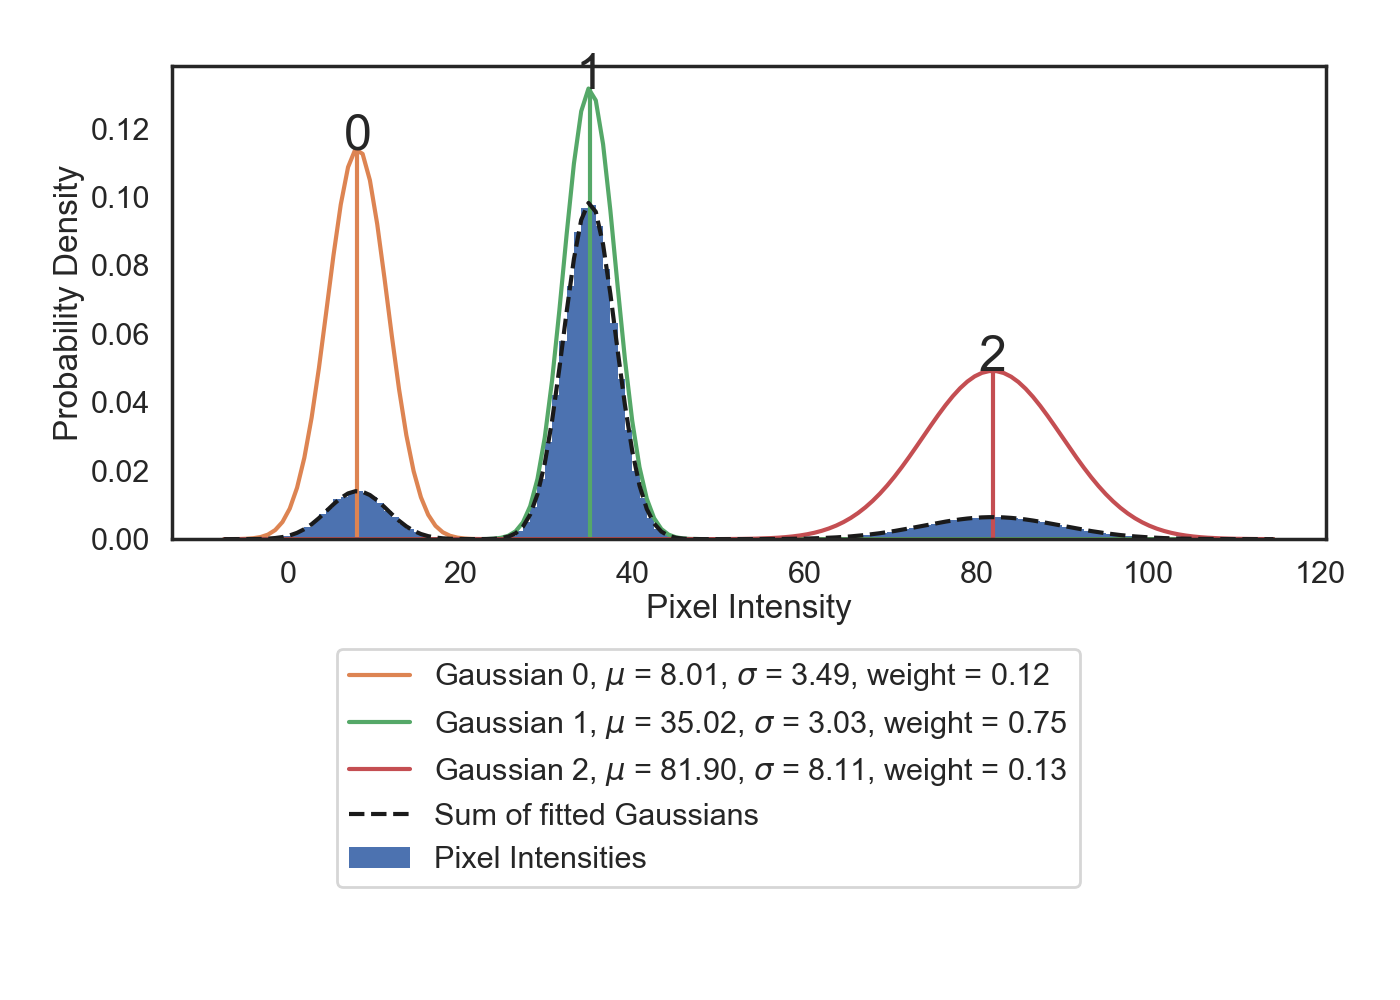 1
0
2
0.12
0.10
0.08
0.06
0.04
0.02
0.00
Probability Density
0 20 40 60 80 100 120
Pixel Intensity
Gaussian 0, μ = 8.01, σ = 3.49, weight = 0.12
Gaussian 1, μ = 35.02, σ = 3.03, weight = 0.75
Gaussian 2, μ = 81.90, σ = 8.11, weight = 0.13
Sum of fitted Gaussians
Pixel Intensities